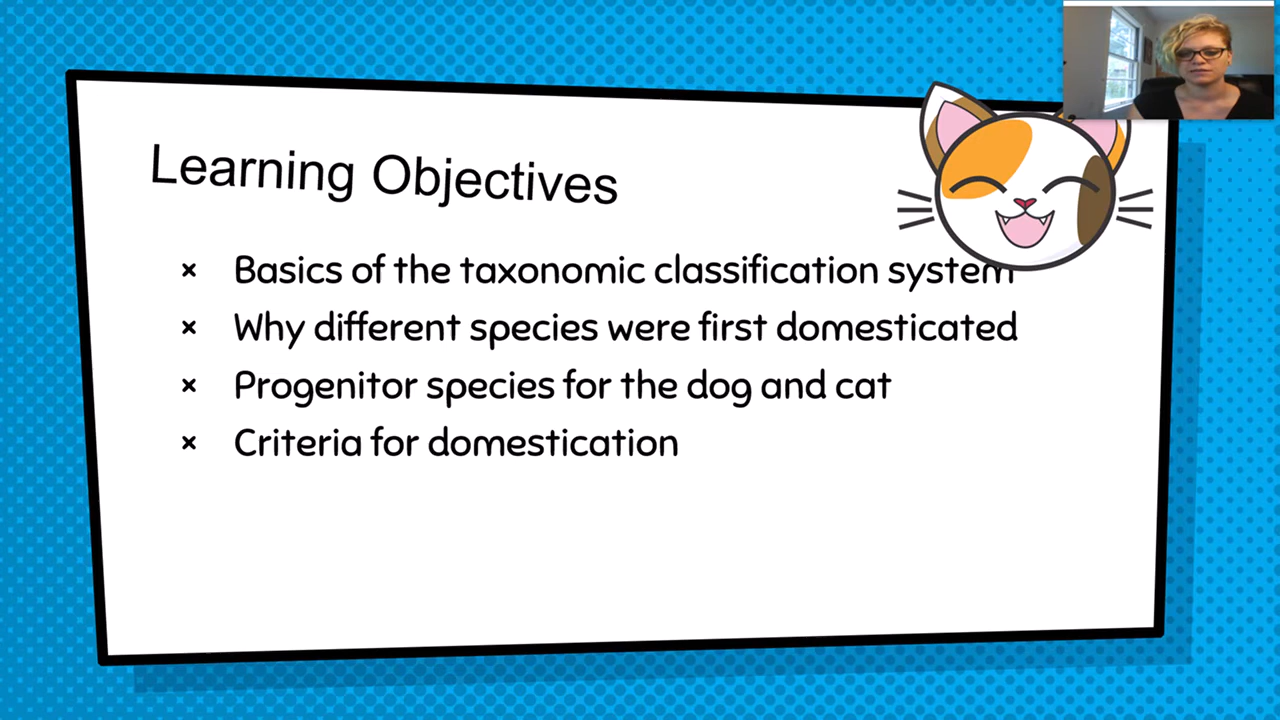 Learning Objectives
× Basics of the taxonomic classification system
× Why different species were first domesticated
× Progenitor species for the dog and cat
× Criteria for domestication